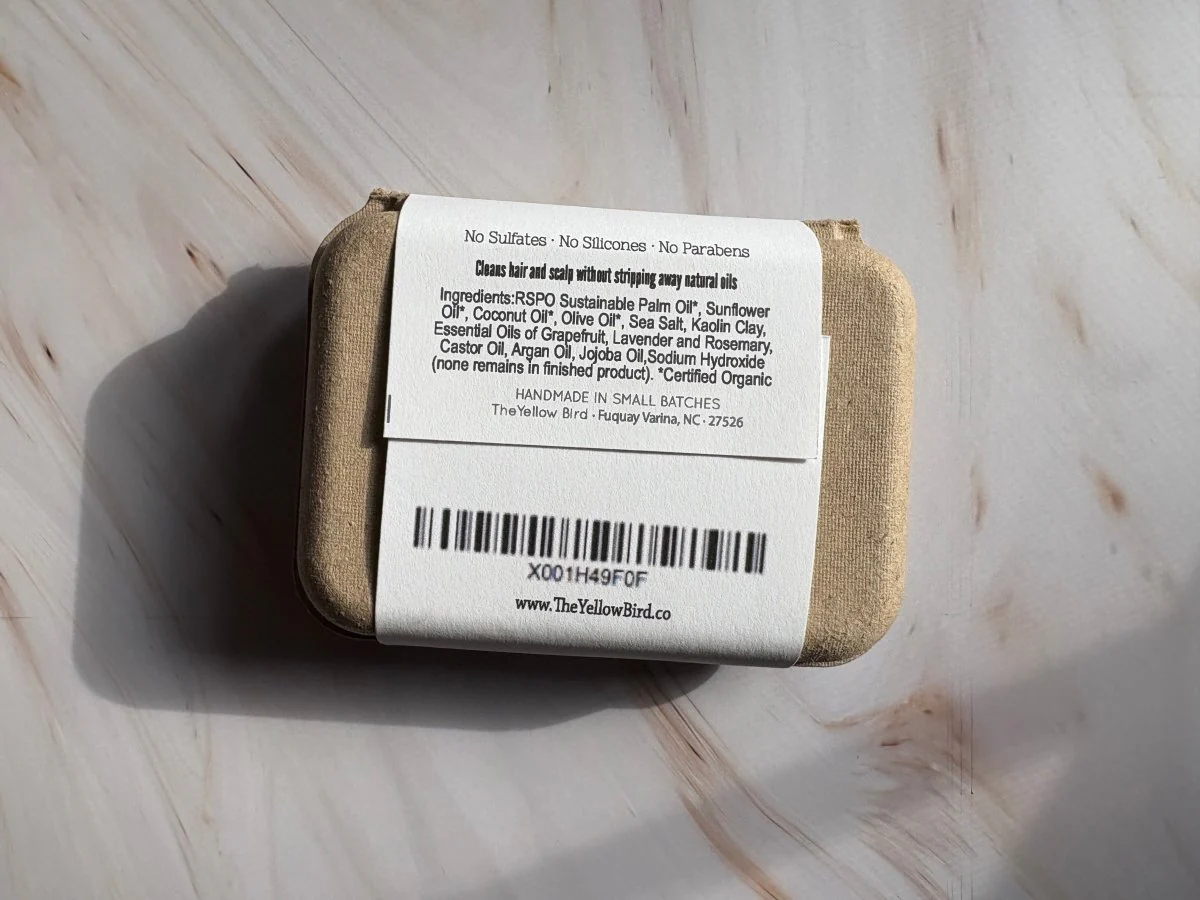 No Sulfates · No Silicones · No Parabens
Cleans hair and scalp without stripping away natural oils
Ingredients:RSPO Sustainable Palm Oil*, Sunflower
Oil*, Coconut Oil*, Olive Oil*, Sea Salt, Kaolin Clay,
Essential Oils of Grapefruit, Lavender and Rosemary,
Castor Oil, Argan Oil, Jojoba Oil,Sodium Hydroxide
(none remains in finished product). *Certified Organic
HANDMADE IN SMALL BATCHES
TheYellow Bird · Fuquay Varina, NC · 27526
X001H49F0F
www.TheYellowBird.co